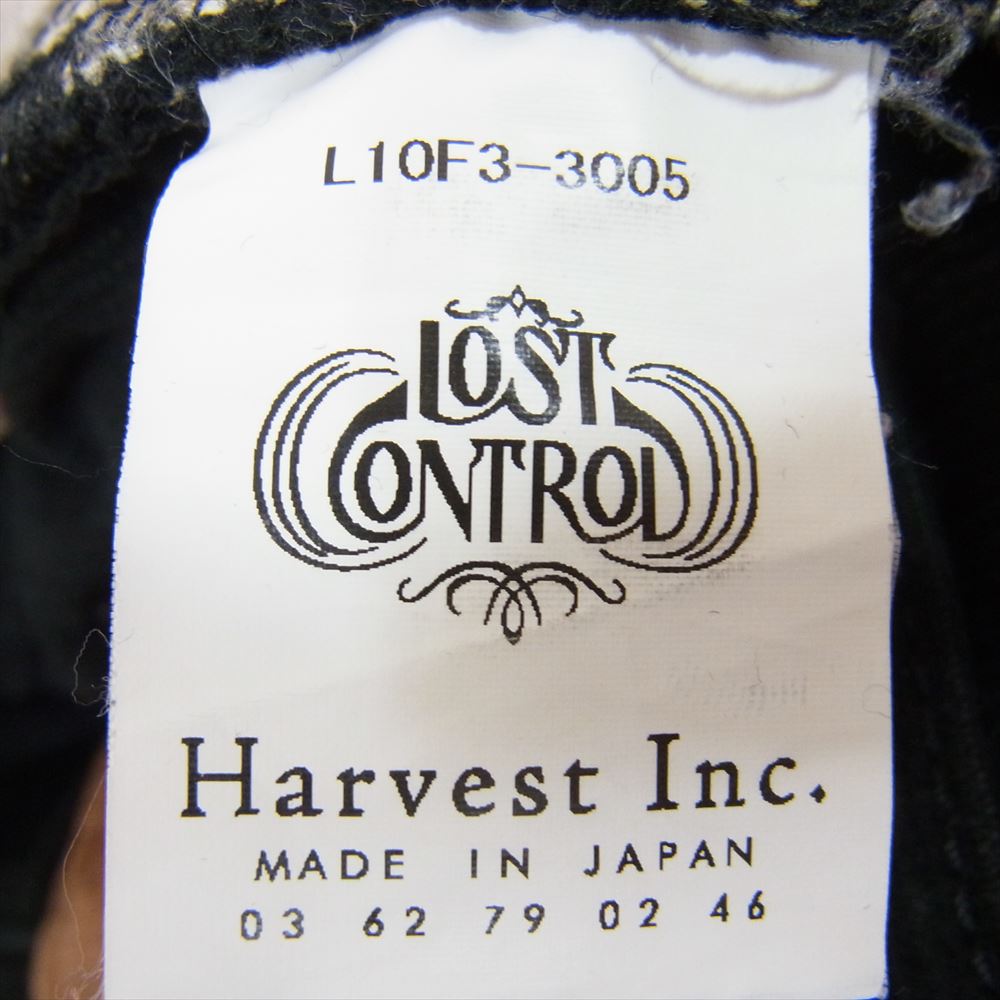 L10F3-3005
LOST
CONTROL
Harvest Inc.
MADE IN JAPAN
03 62 79 02 46